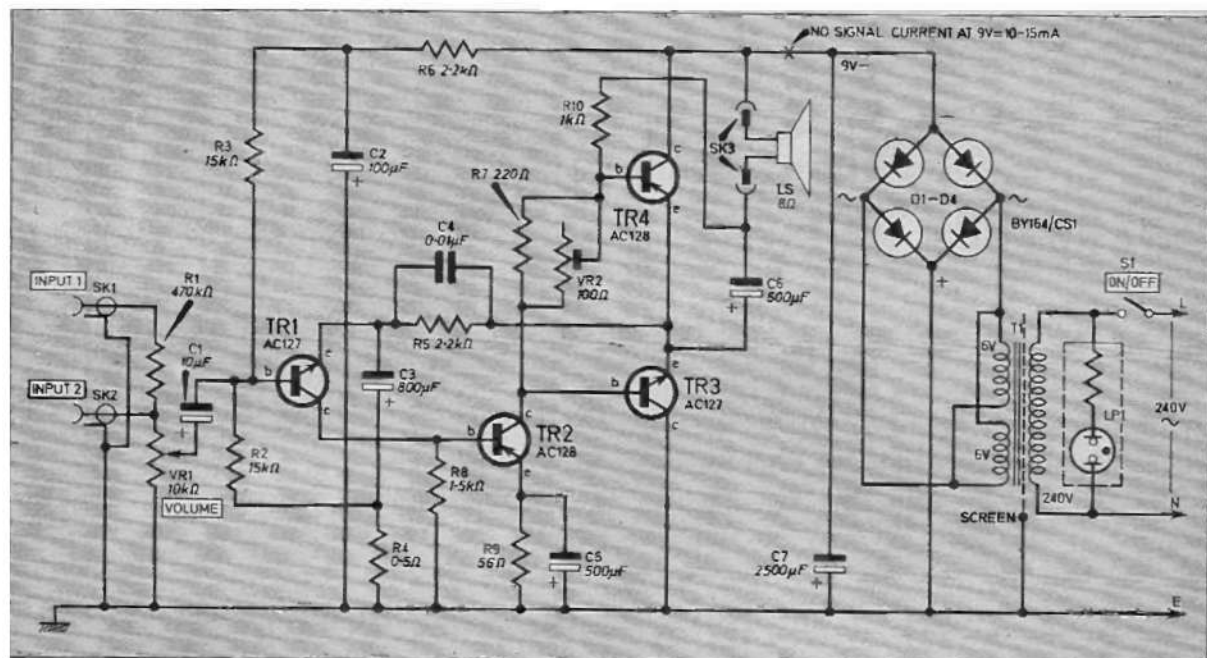 NO SIGNAL CURRENT AT 9V=10-15mA
9V-
R6 2·2kΩ
R10
1kΩ
R3
15kΩ
C2
100µF
+
SK3
c
b
e
TR4
AC128
LS
8Ω
R7 220Ω
D1-D4
BY164/CS1
-
+
~
~
C4
0·01µF
VR2
100Ω
C6
500µF
+
S1
ON/OFF
L
INPUT 1
SK1
R1
470kΩ
C1
10µF
+
TR1
AC127
b
e
c
R5 2·2kΩ
C3
800µF
+
TR3
AC127
b
e
c
T1
6V
6V
240V
LP1
240V
~
INPUT 2
SK2
VR1
10kΩ
VOLUME
R2
15kΩ
TR2
AC128
b
c
e
R8
1·5kΩ
R4
0·5Ω
R9
56Ω
C5
500µF
+
C7
2500µF
+
SCREEN
N
E